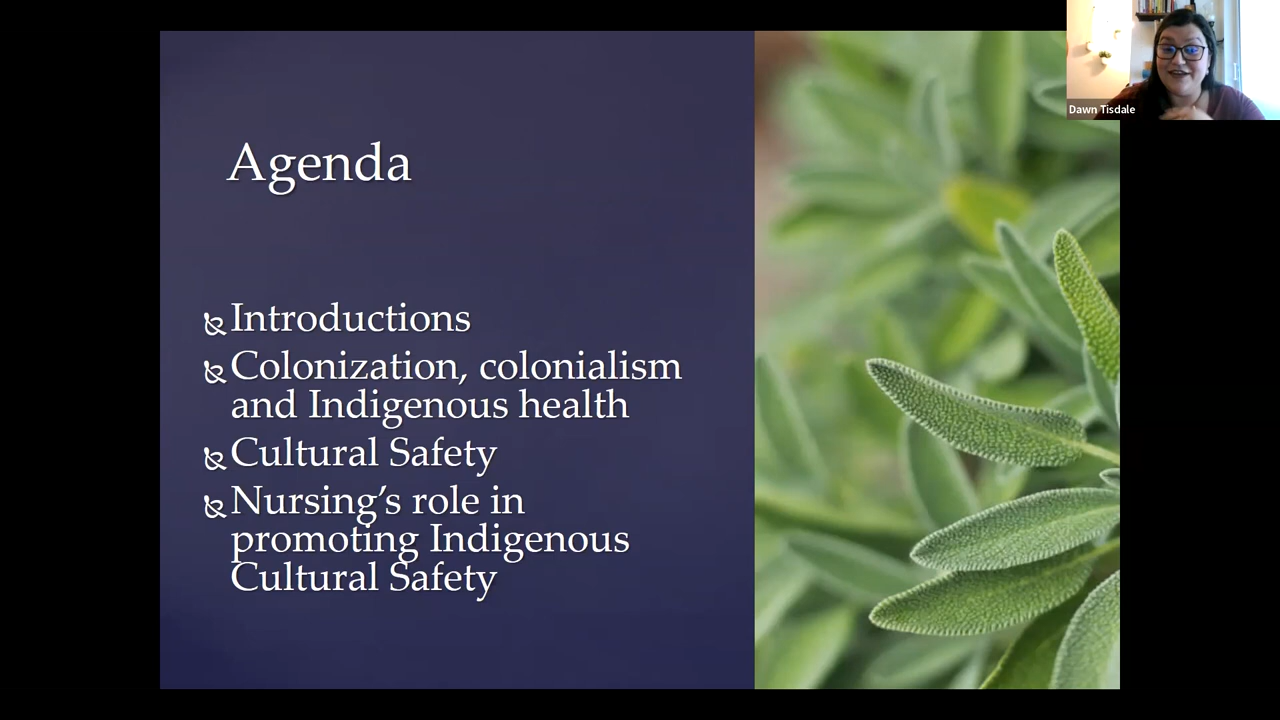 Dawn Tisdale
Agenda
Introductions
Colonization, colonialism
and Indigenous health
Cultural Safety
Nursing’s role in
promoting Indigenous
Cultural Safety